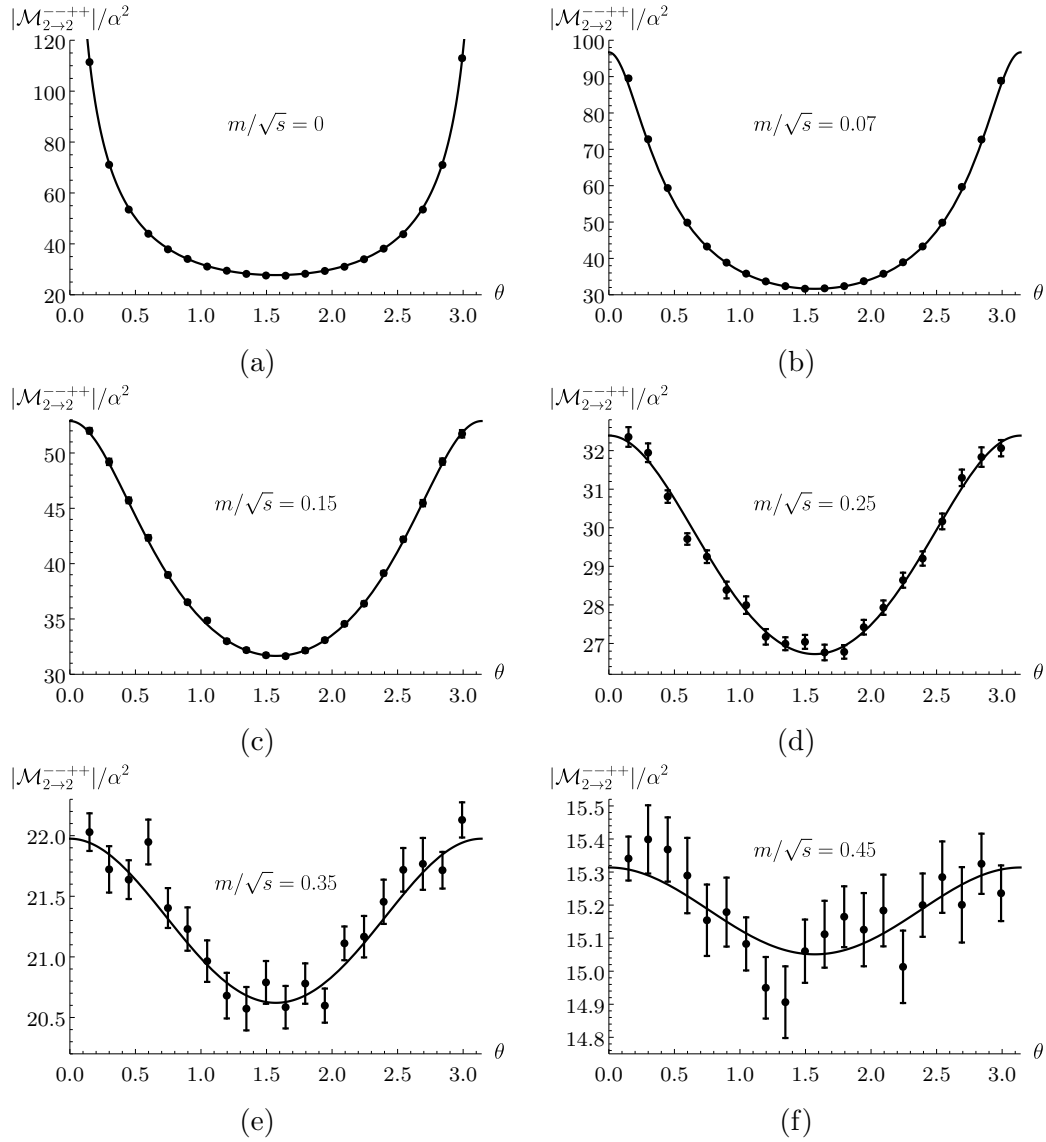 |M_{2→2}^{--++}|/α² |M_{2→2}^{--++}|/α²
120 100 80 60 40 20
m/√s = 0
0.0 0.5 1.0 1.5 2.0 2.5 3.0 θ
(a)
100 90 80 70 60 50 40 30
m/√s = 0.07
0.0 0.5 1.0 1.5 2.0 2.5 3.0 θ
(b)
|M_{2→2}^{--++}|/α²
50 45 40 35 30
m/√s = 0.15
0.0 0.5 1.0 1.5 2.0 2.5 3.0 θ
(c)
|M_{2→2}^{--++}|/α²
32 31 30 29 28 27
m/√s = 0.25
0.0 0.5 1.0 1.5 2.0 2.5 3.0 θ
(d)
|M_{2→2}^{--++}|/α²
22.0 21.5 21.0 20.5
m/√s = 0.35
0.0 0.5 1.0 1.5 2.0 2.5 3.0 θ
(e)
|M_{2→2}^{--++}|/α²
15.5 15.4 15.3 15.2 15.1 15.0 14.9 14.8
m/√s = 0.45
0.0 0.5 1.0 1.5 2.0 2.5 3.0 θ
(f)